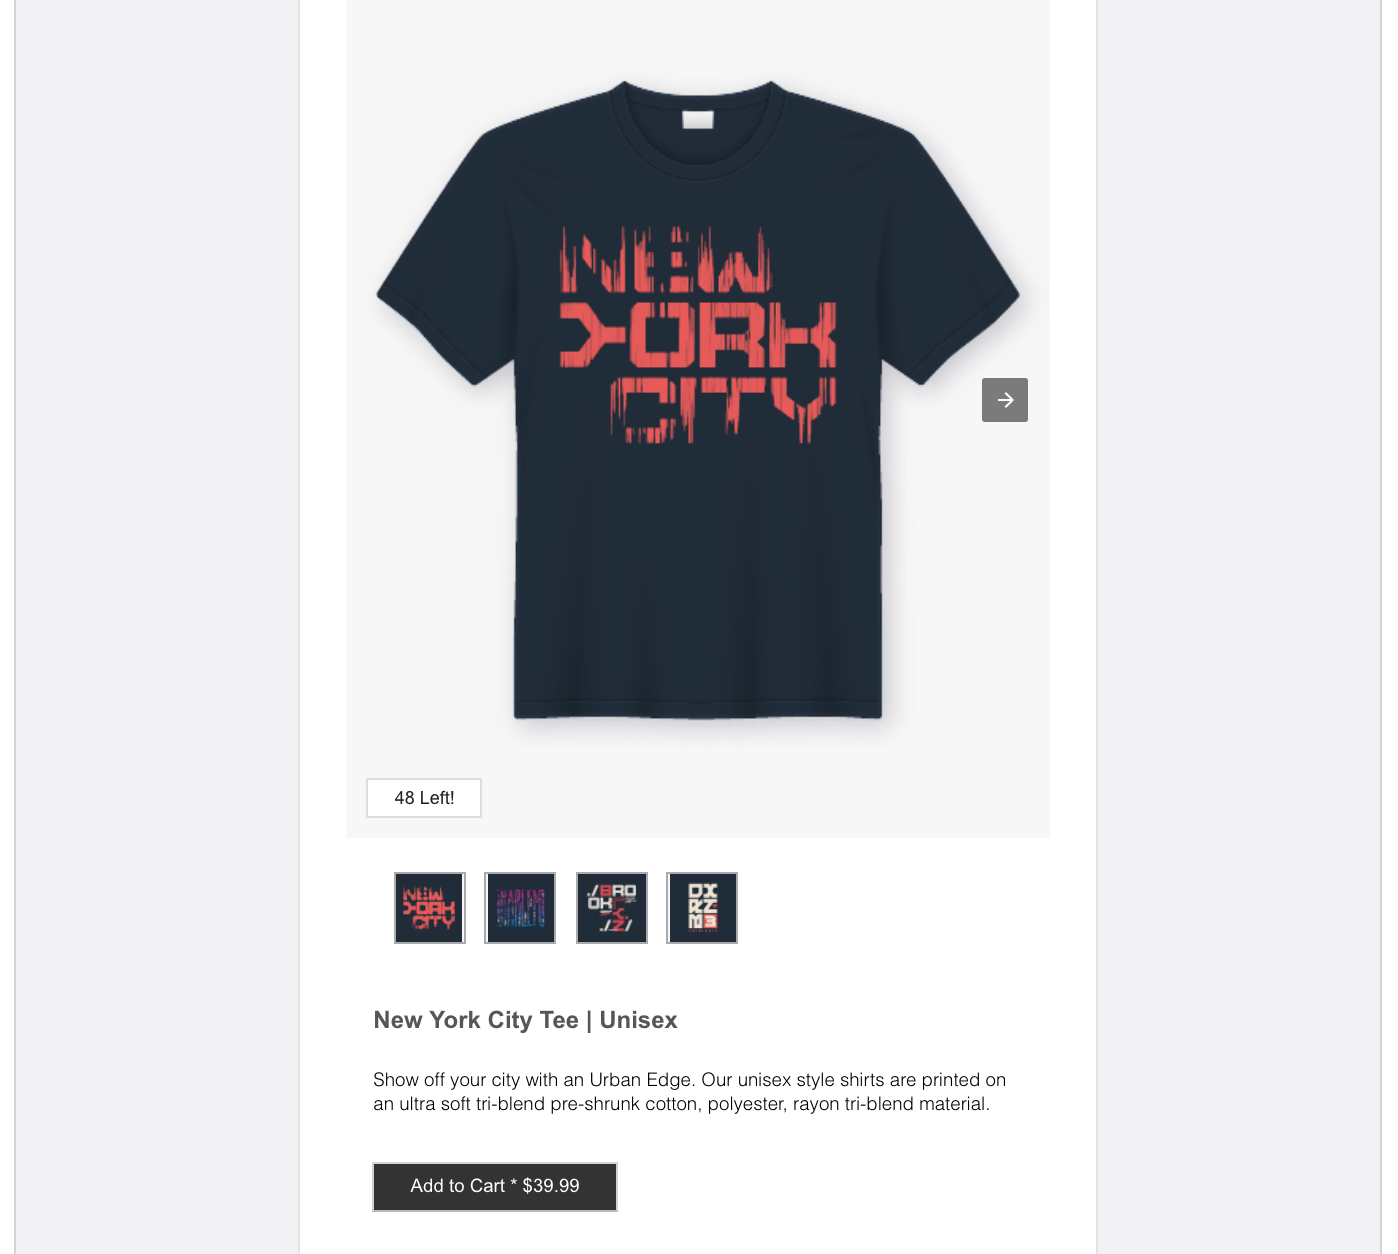 NEW
YORK
CITY
48 Left!
NEW
YORK
CITY
HARLEM
./BRO
OK
./Z/
DX
RZ
M3
New York City Tee | Unisex
Show off your city with an Urban Edge. Our unisex style shirts are printed on
an ultra soft tri-blend pre-shrunk cotton, polyester, rayon tri-blend material.
Add to Cart * $39.99